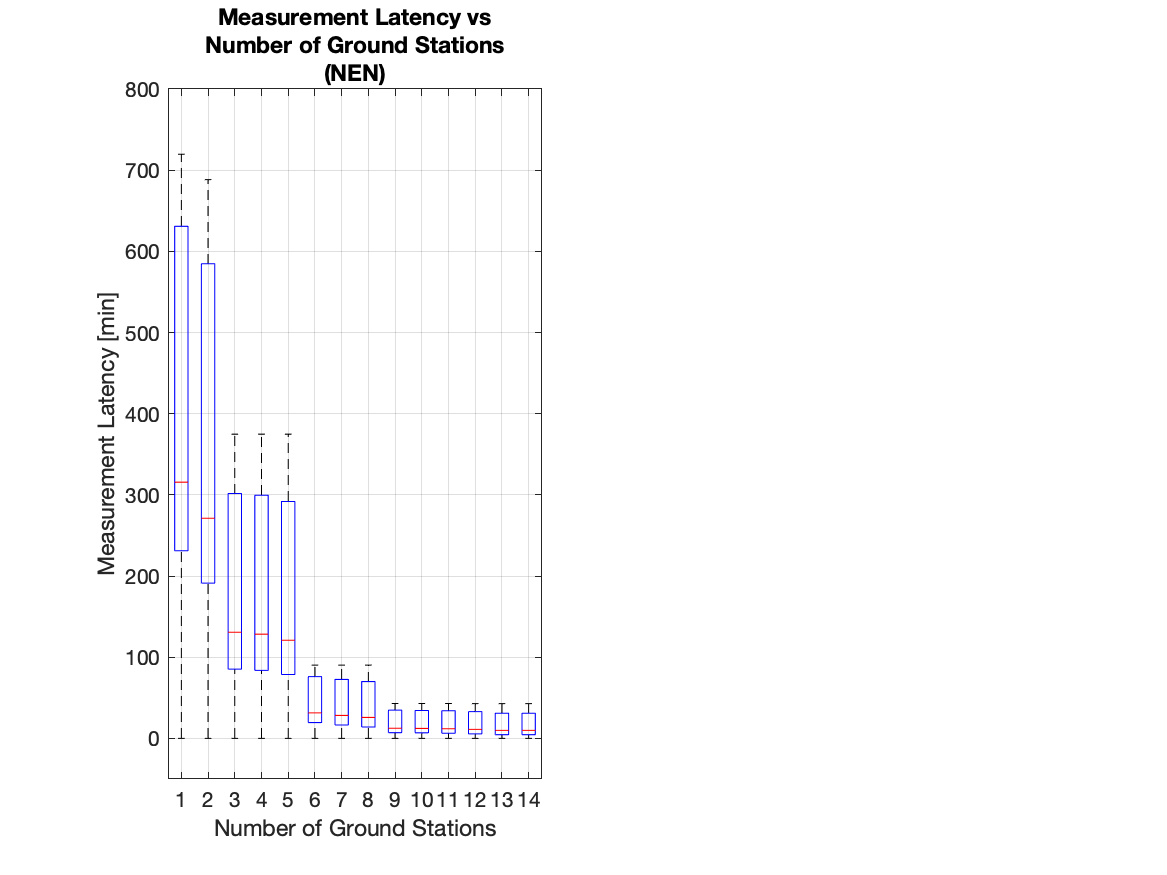 Measurement Latency vs
Number of Ground Stations
(NEN)
800
700
600
500
400
300
200
100
0
Measurement Latency [min]
1 2 3 4 5 6 7 8 9 10 11 12 13 14
Number of Ground Stations